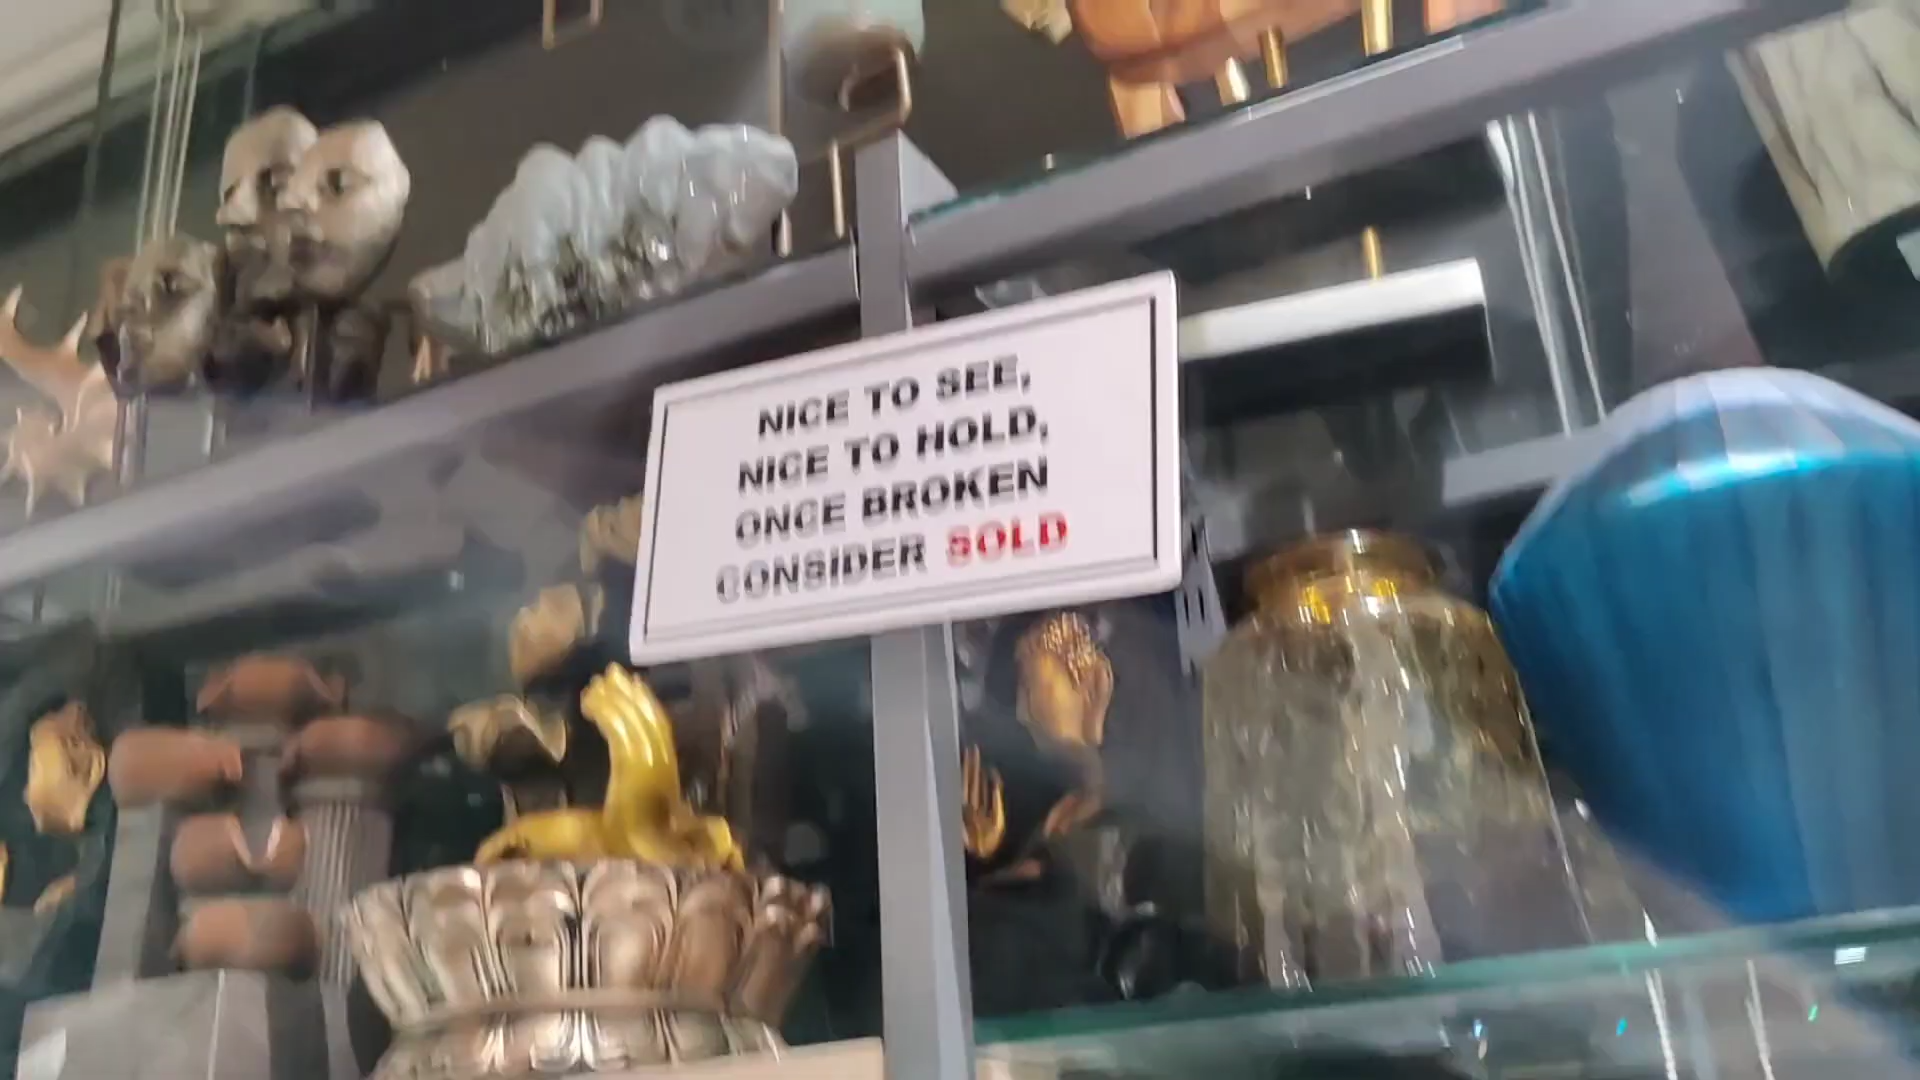 NICE TO SEE,
NICE TO HOLD,
ONCE BROKEN
CONSIDER SOLD